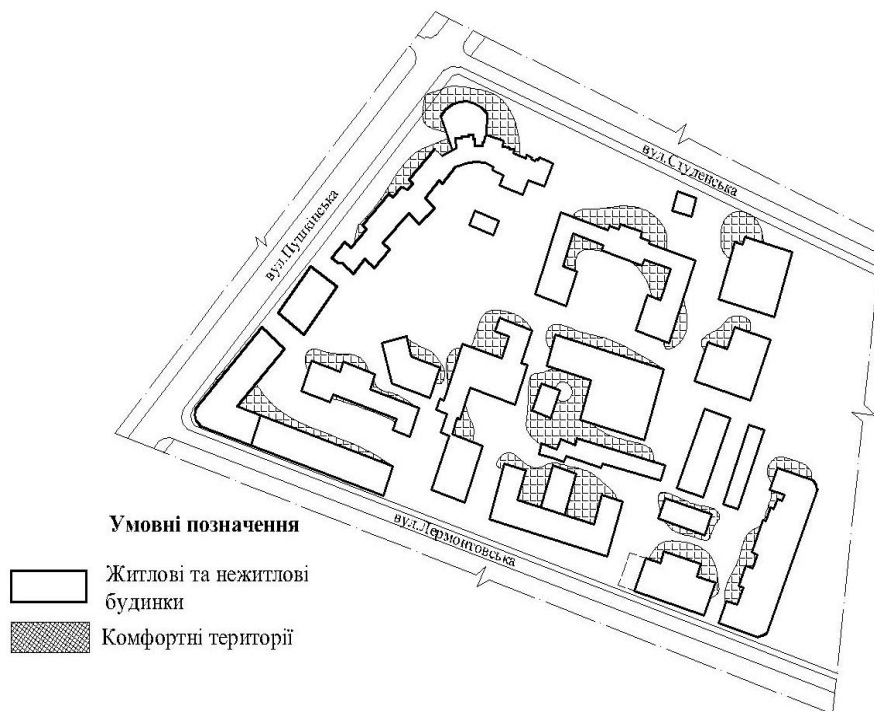 вул.Студенська
вул.Пушкінська
вул.Лермонтовська
Умовні позначення
Житлові та нежитлові
будинки
Комфортні території